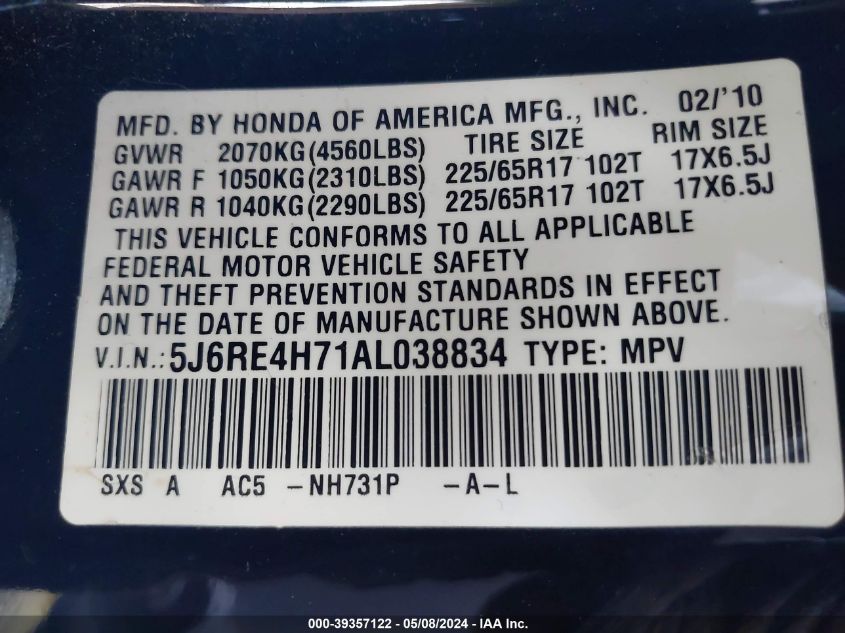 MFD. BY HONDA OF AMERICA MFG., INC. 02/'10
GVWR 2070KG(4560LBS) TIRE SIZE RIM SIZE
GAWR F 1050KG(2310LBS) 225/65R17 102T 17X6.5J
GAWR R 1040KG(2290LBS) 225/65R17 102T 17X6.5J
THIS VEHICLE CONFORMS TO ALL APPLICABLE
FEDERAL MOTOR VEHICLE SAFETY
AND THEFT PREVENTION STANDARDS IN EFFECT
ON THE DATE OF MANUFACTURE SHOWN ABOVE.
V.I.N.: 5J6RE4H71AL038834 TYPE: MPV
SXS A AC5 -NH731P -A-L
000-39357122 - 05/08/2024 - IAA Inc.